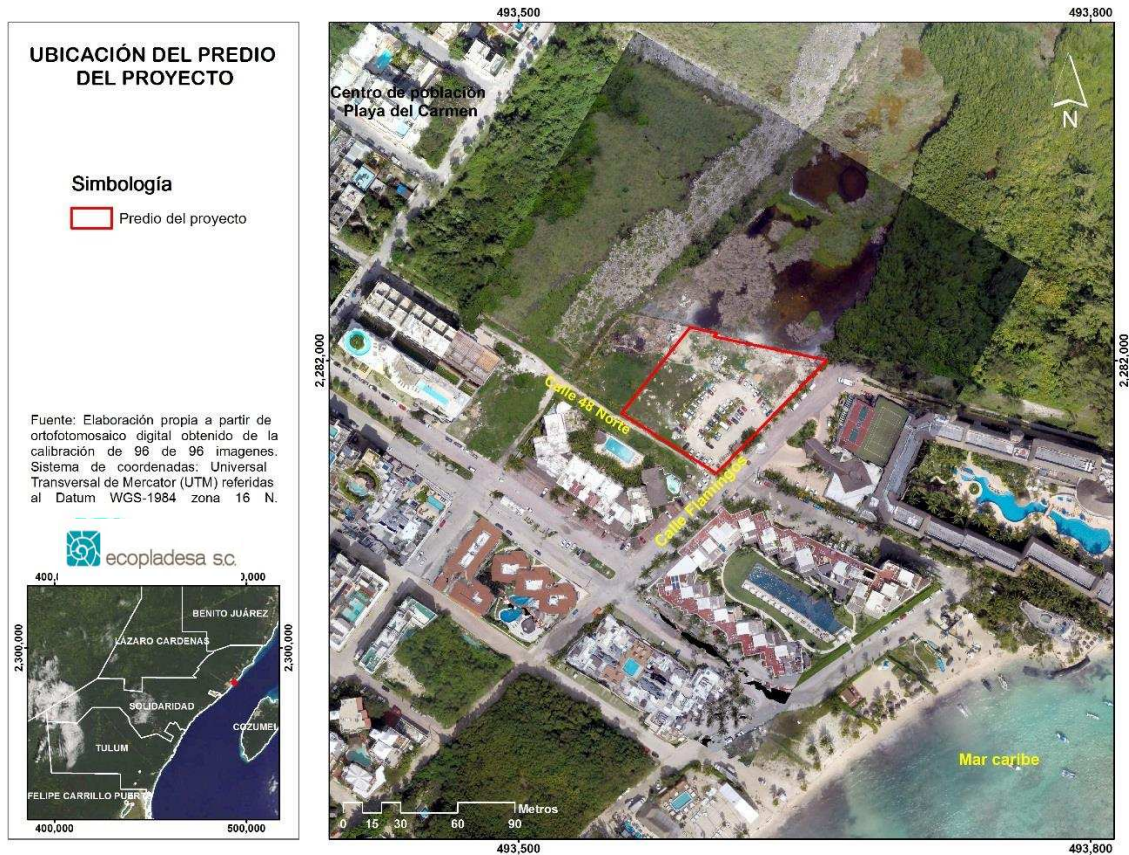 UBICACIÓN DEL PREDIO
DEL PROYECTO
Simbología
Predio del proyecto
Fuente: Elaboración propia a partir de
ortofotomosaico digital obtenido de la
calibración de 96 de 96 imagenes.
Sistema de coordenadas: Universal
Transversal de Mercator (UTM) referidas
al Datum WGS-1984 zona 16 N.
ecopladesa s.c.
400,
0,000
BENITO JUÁREZ
LÁZARO CARDENAS
2,300,000
2,300,000
SOLIDARIDAD
COZUMEL
TULUM
FELIPE CARRILLO PUERTO
400,000
500,000
493,500
493,800
Centro de población
Playa del Carmen
N
2,282,000
2,282,000
Calle 48 Norte
Calle Flamingos
Mar caribe
Metros
0 15 30 60 90
493,500
493,800